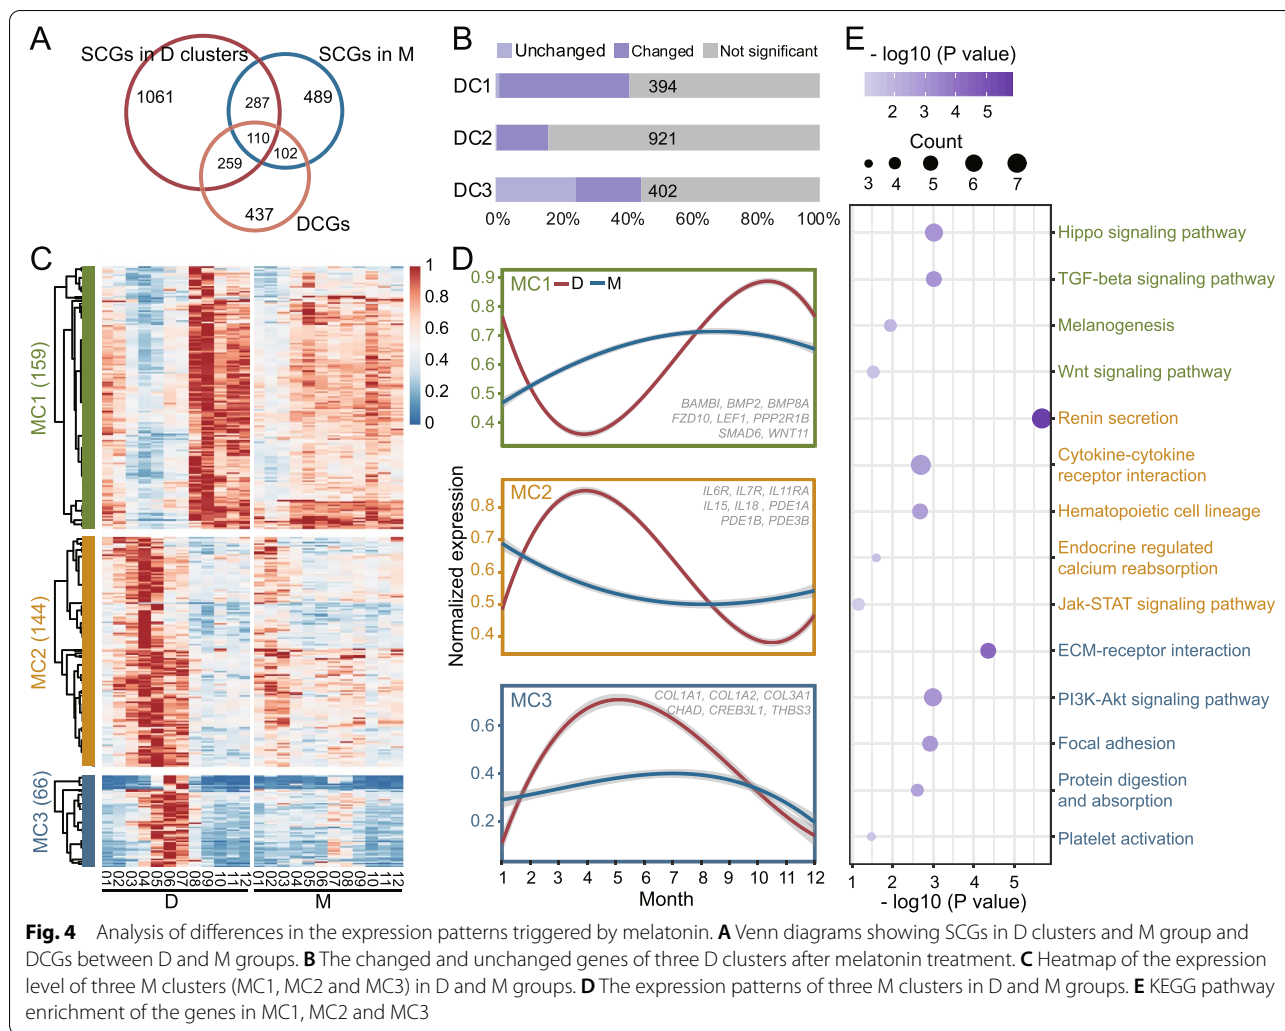 A
SCGs in D clusters
SCGs in M
1061
287
489
110
102
259
437
DCGs
B
Unchanged Changed Not significant
DC1 394
DC2 921
DC3 402
0% 20% 40% 60% 80% 100%
C
1
0.8
0.6
0.4
0.2
0
MC1 (159)
MC2 (144)
MC3 (66)
01 02 03 04 05 06 07 08 09 10 11 12 01 02 03 04 05 06 07 08 09 10 11 12
D M
D
Normalized expression
MC1 D M
0.9
0.8
0.7
0.6
0.5
0.4
BAMBI, BMP2, BMP8A
FZD10, LEF1, PPP2R1B
SMAD6, WNT11
MC2
0.8
0.7
0.6
0.5
0.4
IL6R, IL7R, IL11RA
IL15, IL18 , PDE1A
PDE1B, PDE3B
MC3
0.6
0.4
0.2
COL1A1, COL1A2, COL3A1
CHAD, CREB3L1, THBS3
1 2 3 4 5 6 7 8 9 10 11 12
Month
E
- log10 (P value)
2 3 4 5
Count
3 4 5 6 7
Hippo signaling pathway
TGF-beta signaling pathway
Melanogenesis
Wnt signaling pathway
Renin secretion
Cytokine-cytokine
receptor interaction
Hematopoietic cell lineage
Endocrine regulated
calcium reabsorption
Jak-STAT signaling pathway
ECM-receptor interaction
PI3K-Akt signaling pathway
Focal adhesion
Protein digestion
and absorption
Platelet activation
1 2 3 4 5
- log10 (P value)
Fig. 4 Analysis of differences in the expression patterns triggered by melatonin. A Venn diagrams showing SCGs in D clusters and M group and
DCGs between D and M groups. B The changed and unchanged genes of three D clusters after melatonin treatment. C Heatmap of the expression
level of three M clusters (MC1, MC2 and MC3) in D and M groups. D The expression patterns of three M clusters in D and M groups. E KEGG pathway
enrichment of the genes in MC1, MC2 and MC3